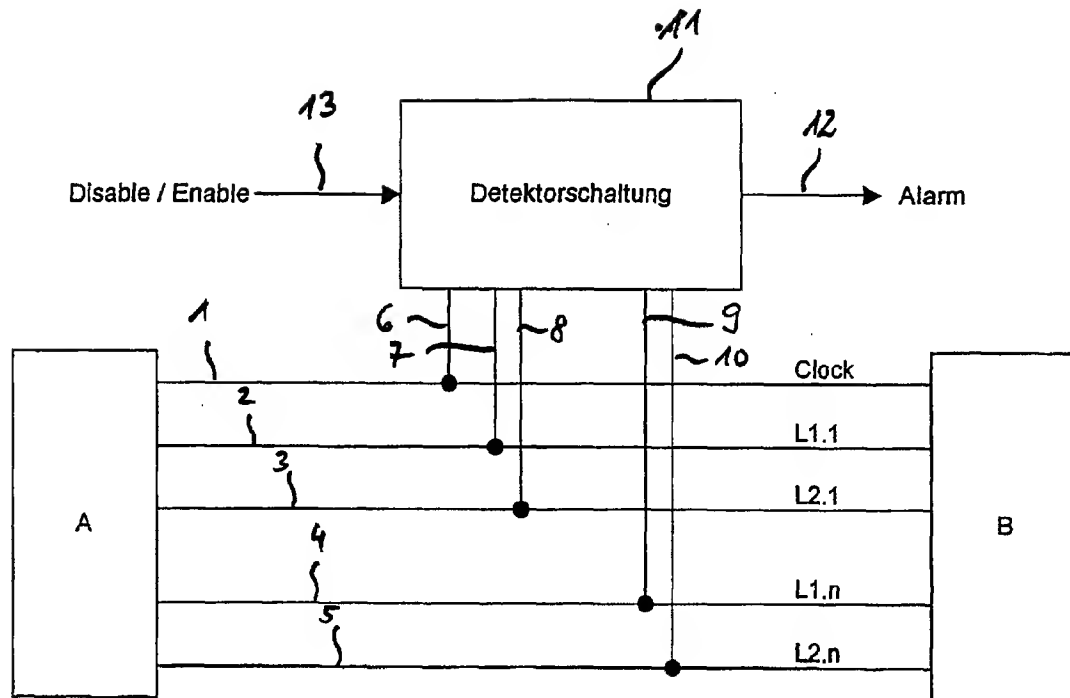 11
13
12
Disable / Enable
Detektorschaltung
Alarm
6
7
8
9
10
1
Clock
2
L1.1
3
L2.1
A
B
4
L1.n
5
L2.n